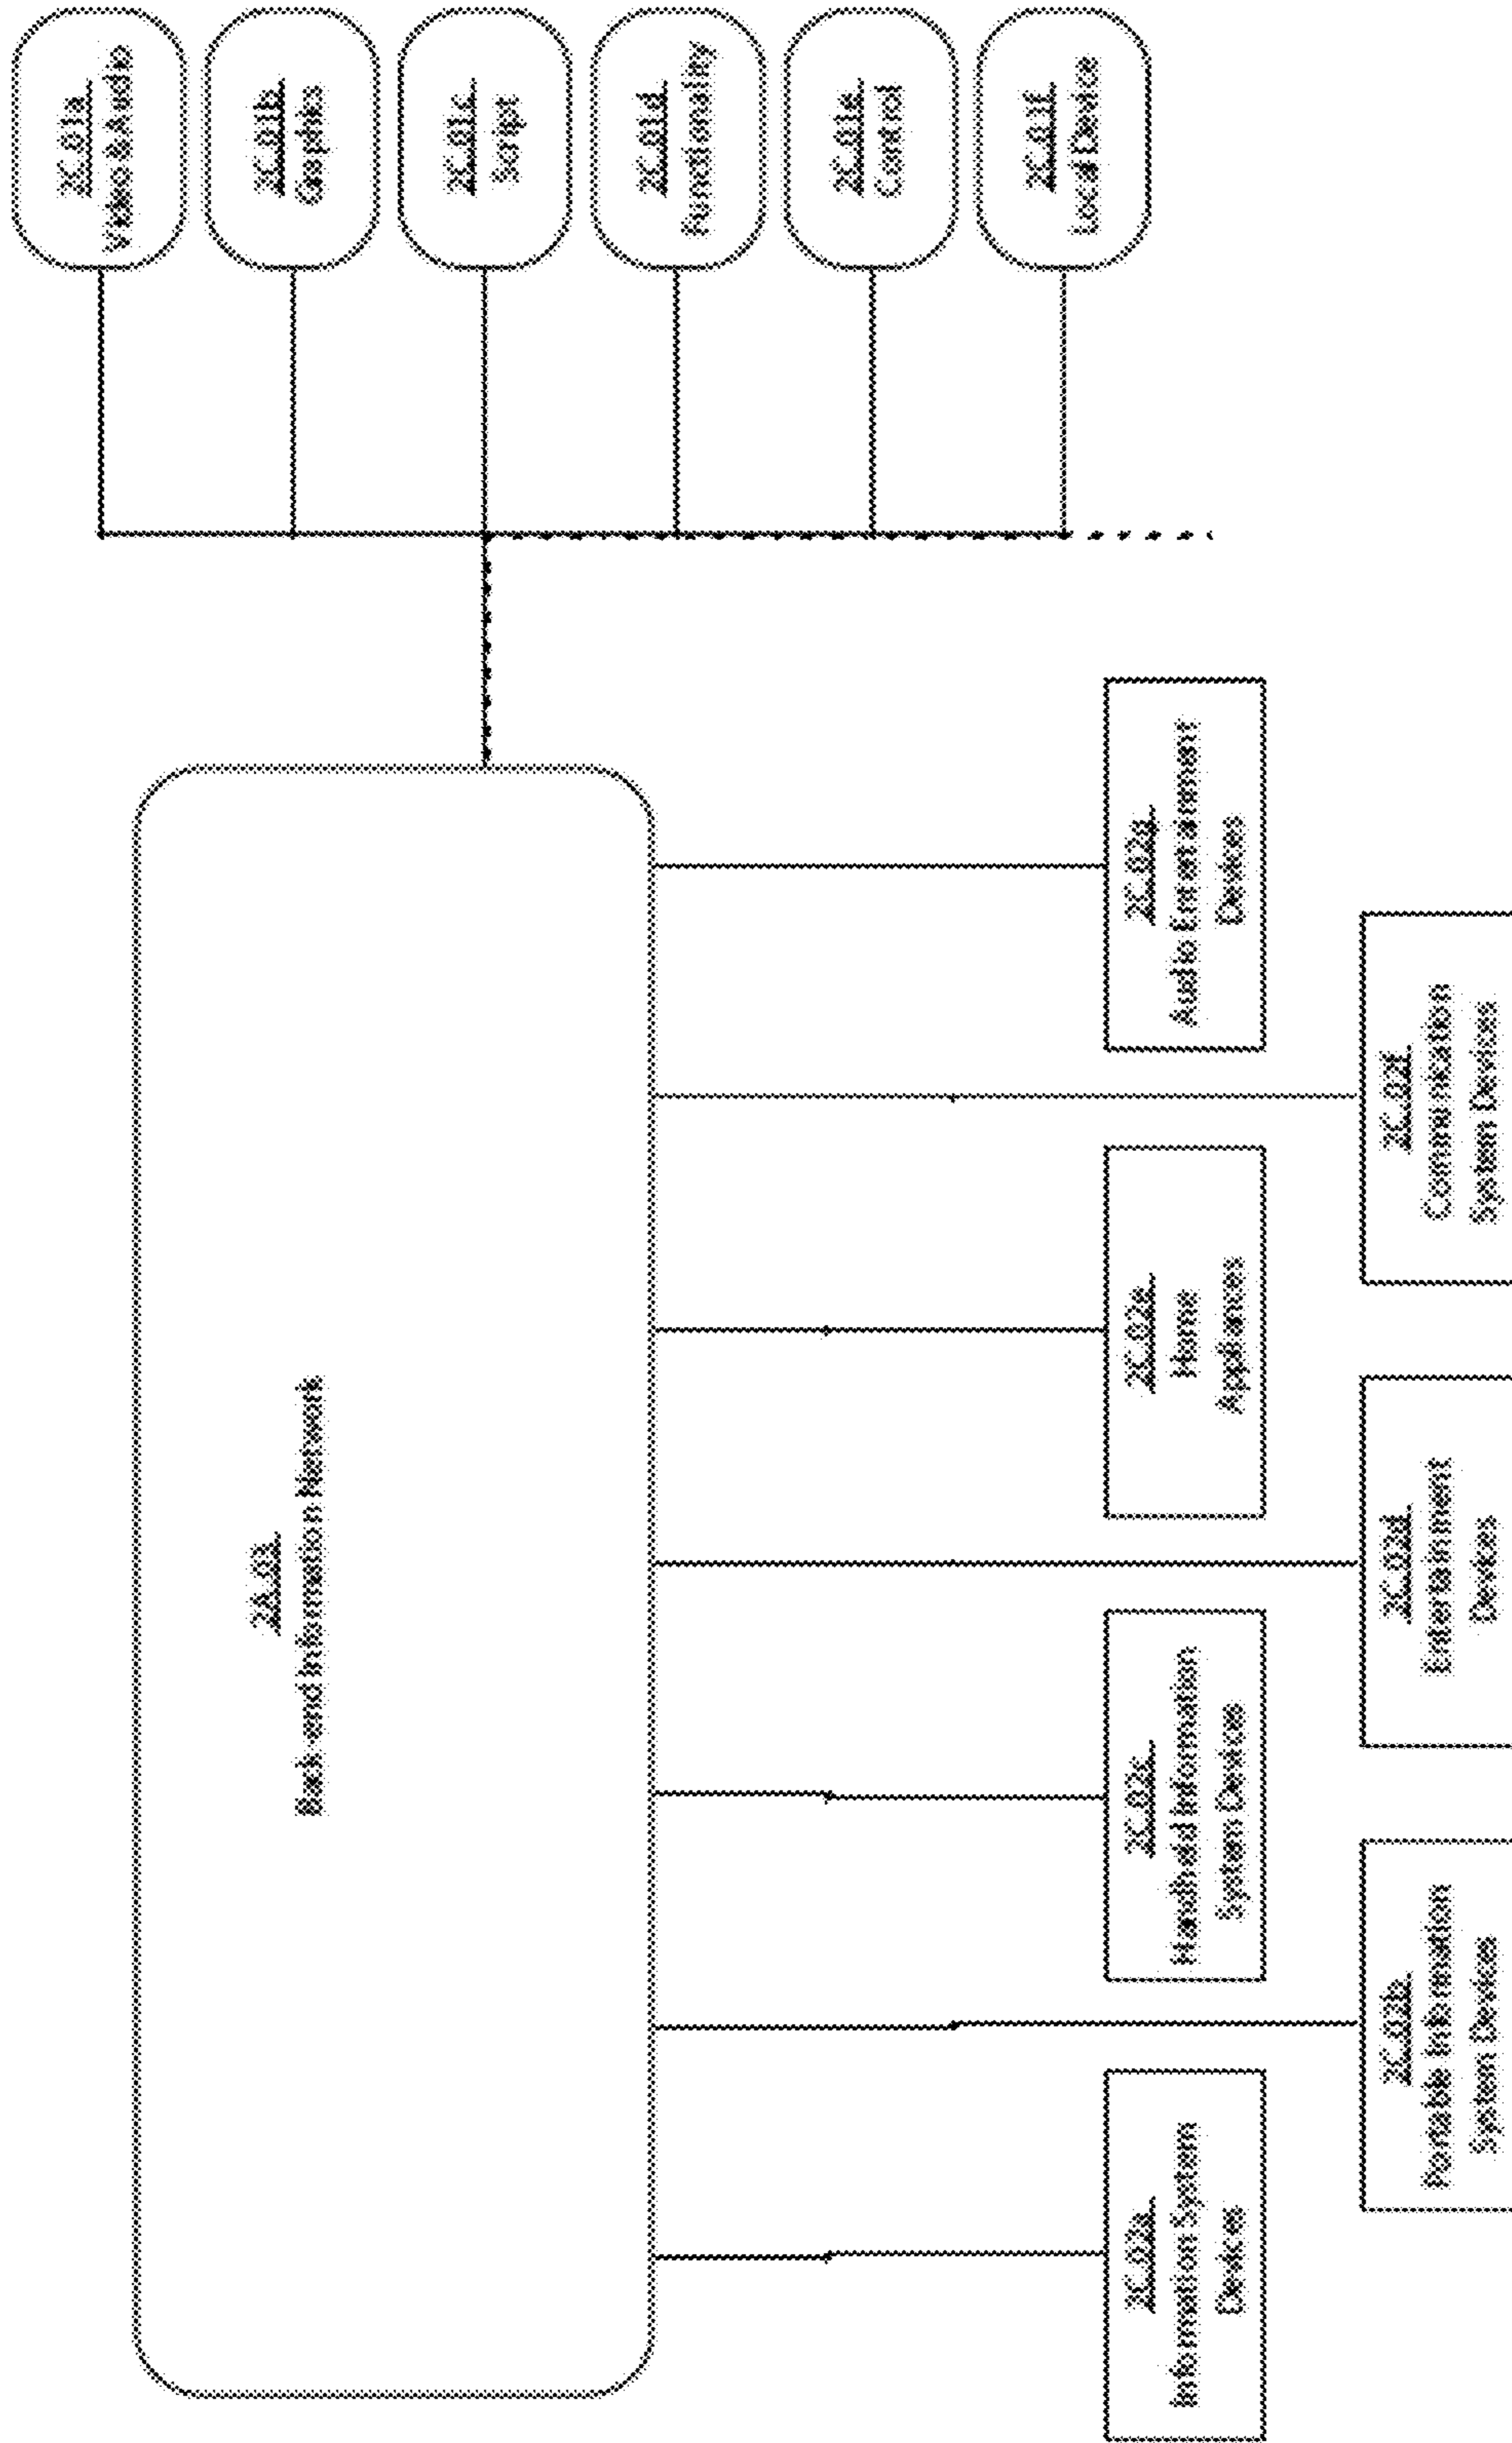 2C.01a
Video & Audio
2C.01b
Graphics
2C.01c
Script
2C.01d
Functionality
2C.01e
Control
2C.01f
Local Device
2A.03
Back-end Information Network
2C.02a
Information System
Devices
2C.02b
Portable Information
System Devices
2C.02c
Handheld Information
System Devices
2C.02d
Entertainment
Devices
2C.02e
Home
Appliances
2C.02f
Communication
System Devices
2C.02g
Audio
Devices